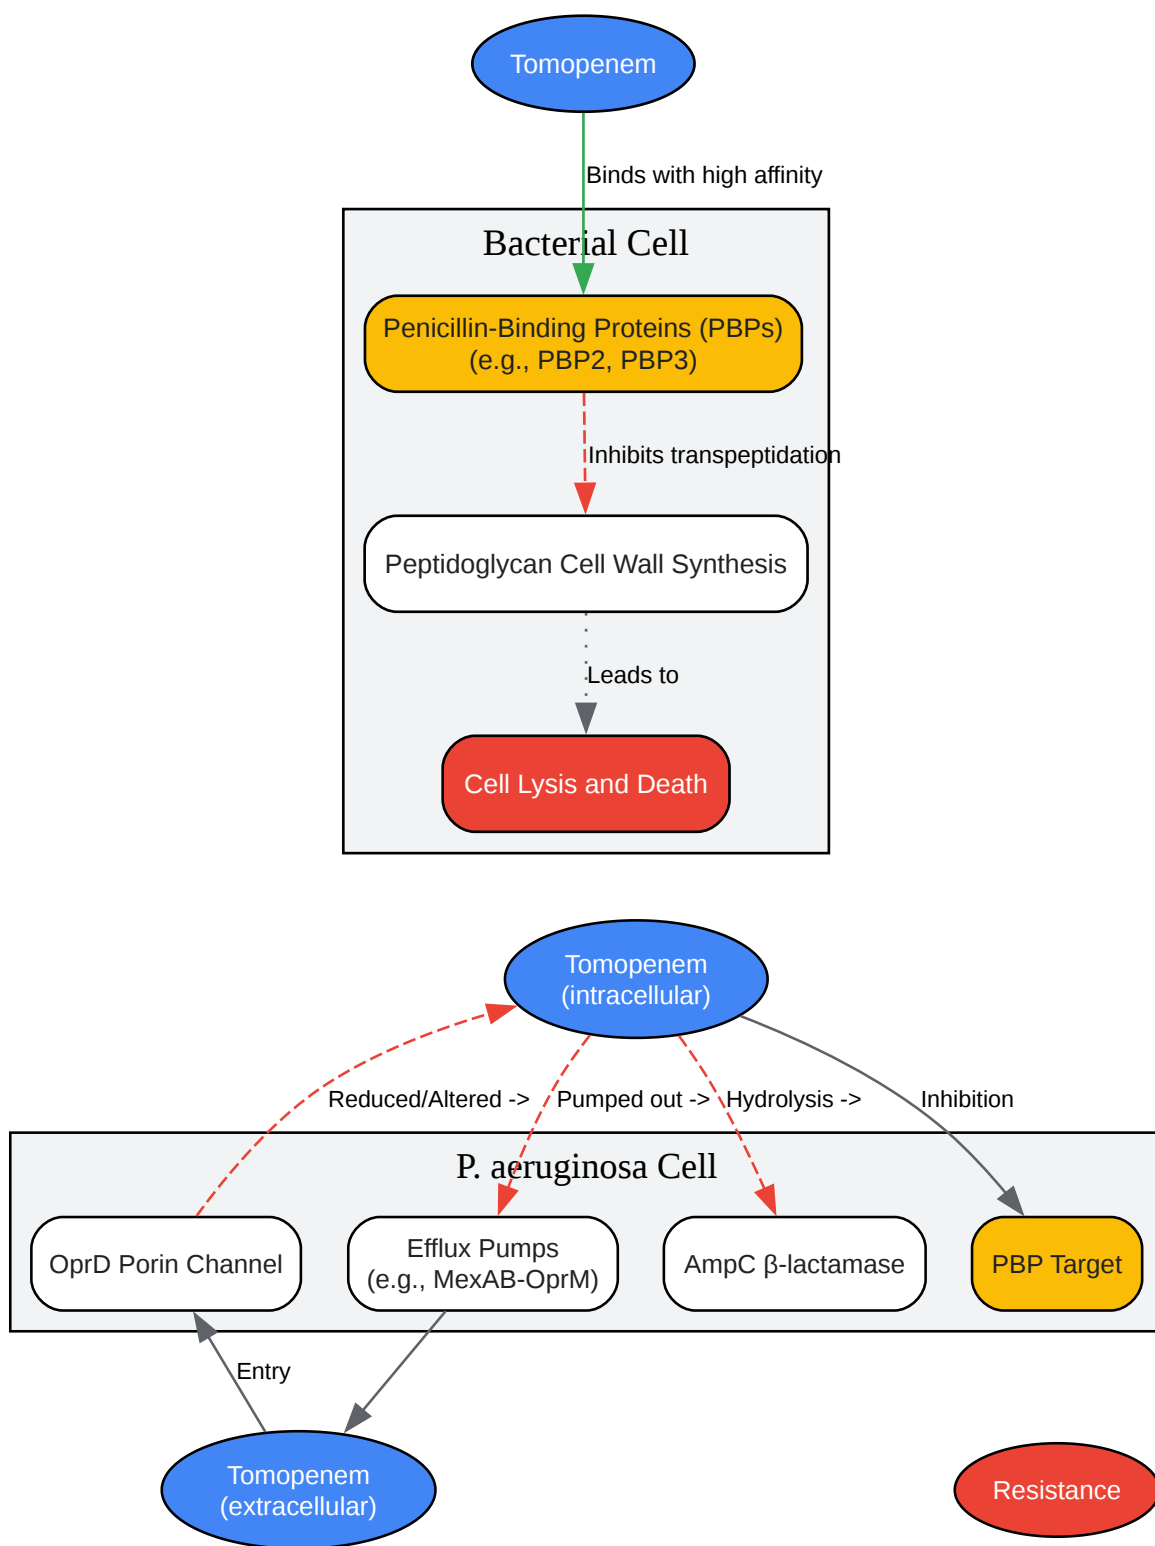 Tomopenem
Binds with high affinity
Bacterial Cell
Penicillin-Binding Proteins (PBPs)
(e.g., PBP2, PBP3)
Inhibits transpeptidation
Peptidoglycan Cell Wall Synthesis
Leads to
Cell Lysis and Death
Tomopenem
(intracellular)
Reduced/Altered ->
Pumped out ->
Hydrolysis ->
Inhibition
P. aeruginosa Cell
OprD Porin Channel
Efflux Pumps
(e.g., MexAB-OprM)
AmpC β-lactamase
PBP Target
Entry
Tomopenem
(extracellular)
Resistance